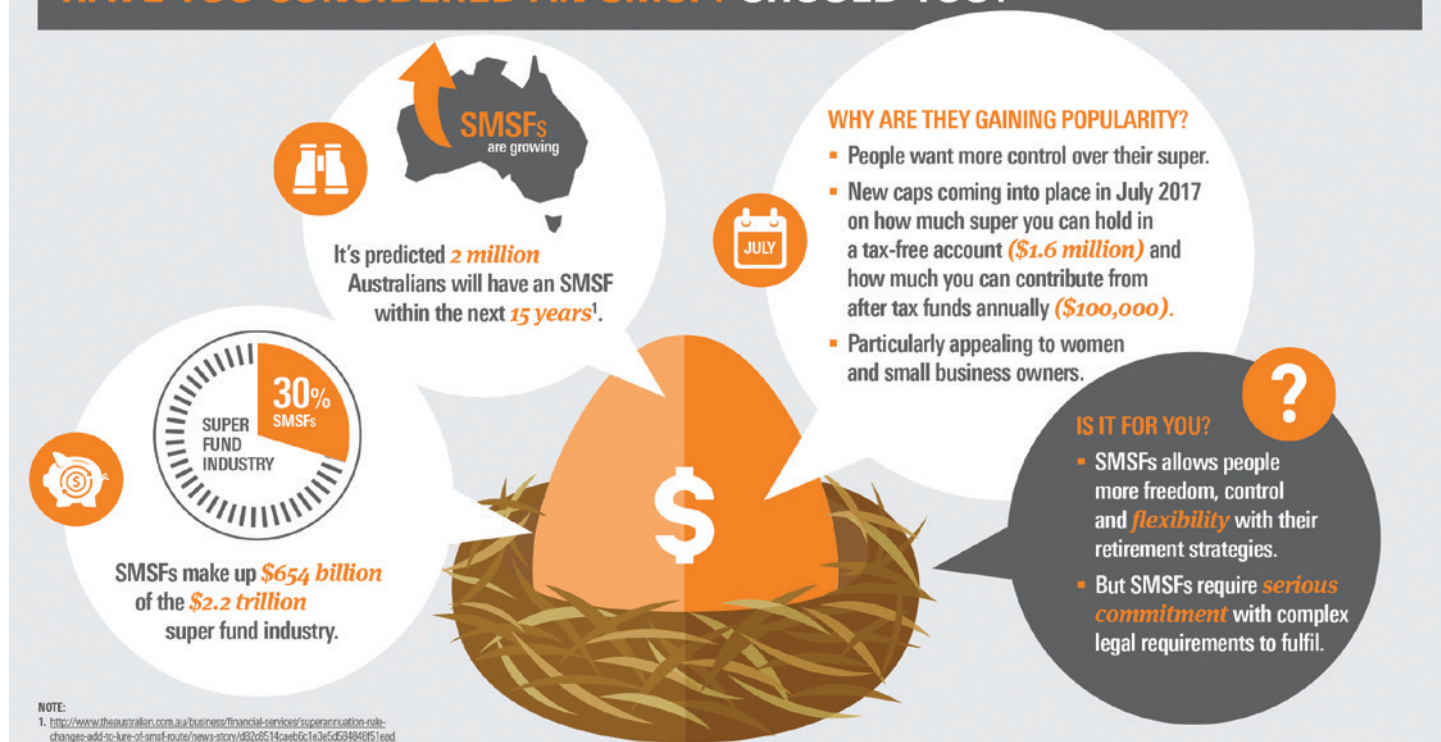 HAVE YOU CONSIDERED AN SMSF? SHOULD YOU?
SMSFs
are growing
It's predicted 2 million
Australians will have an SMSF
within the next 15 years¹.
WHY ARE THEY GAINING POPULARITY?
▪ People want more control over their super.
▪ New caps coming into place in July 2017
on how much super you can hold in
a tax-free account ($1.6 million) and
how much you can contribute from
after tax funds annually ($100,000).
▪ Particularly appealing to women
and small business owners.
JULY
30%
SMSFs
SUPER
FUND
INDUSTRY
SMSFs make up $654 billion
of the $2.2 trillion
super fund industry.
$
?
IS IT FOR YOU?
▪ SMSFs allows people
more freedom, control
and flexibility with their
retirement strategies.
▪ But SMSFs require serious
commitment with complex
legal requirements to fulfil.
NOTE:
1. http://www.theaustralian.com.au/business/financial-services/superannuation-rule-
changes-add-to-lure-of-smsf-route/news-story/